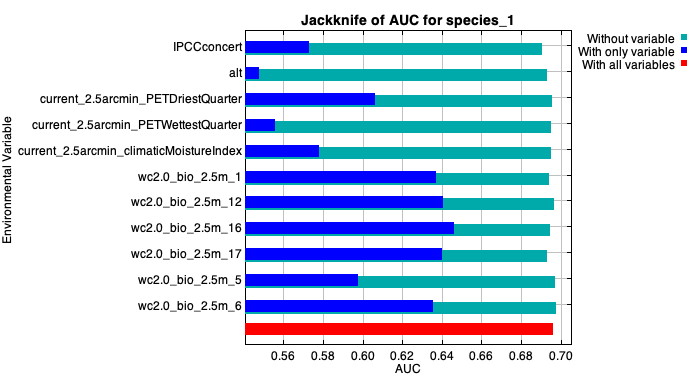 Jackknife of AUC for species_1
Without variable
With only variable
With all variables
Environmental Variable
IPCCconcert
alt
current_2.5arcmin_PETDriestQuarter
current_2.5arcmin_PETWettestQuarter
current_2.5arcmin_climaticMoistureIndex
wc2.0_bio_2.5m_1
wc2.0_bio_2.5m_12
wc2.0_bio_2.5m_16
wc2.0_bio_2.5m_17
wc2.0_bio_2.5m_5
wc2.0_bio_2.5m_6
0.56 0.58 0.60 0.62 0.64 0.66 0.68 0.70
AUC